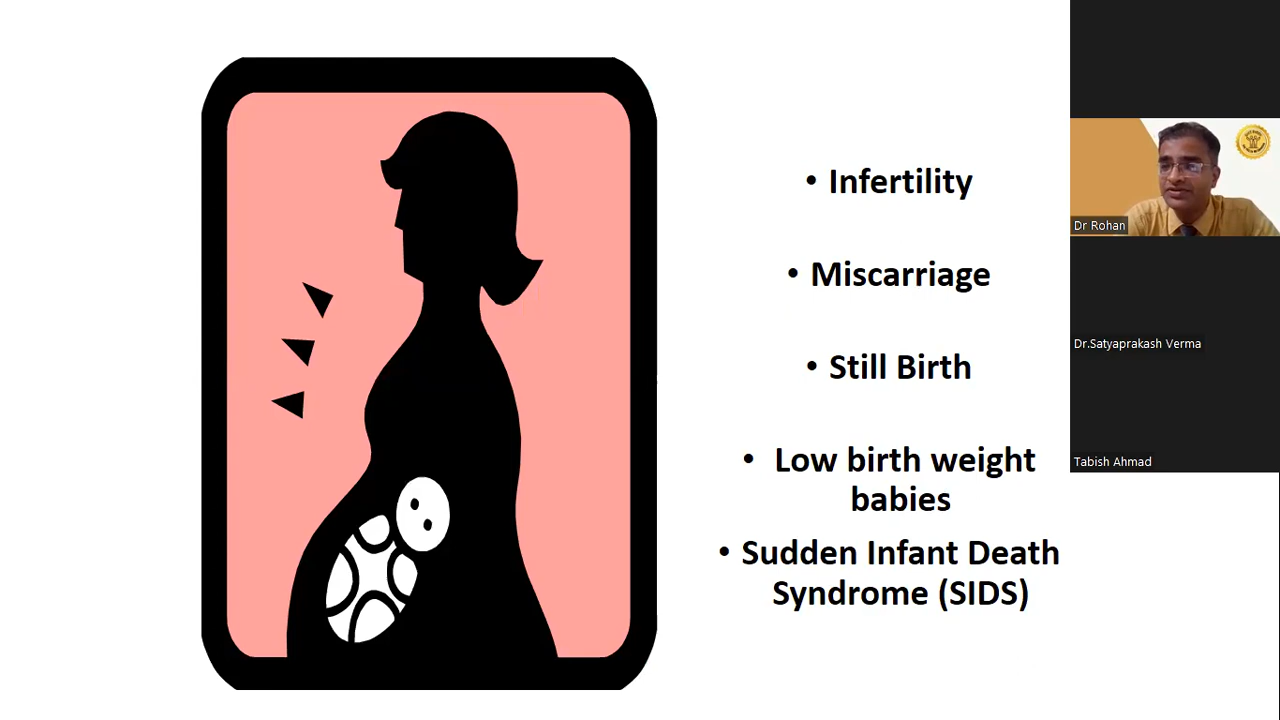 • Infertility
• Miscarriage
• Still Birth
• Low birth weight
babies
• Sudden Infant Death
Syndrome (SIDS)
Dr Rohan
Dr.Satyaprakash Verma
Tabish Ahmad